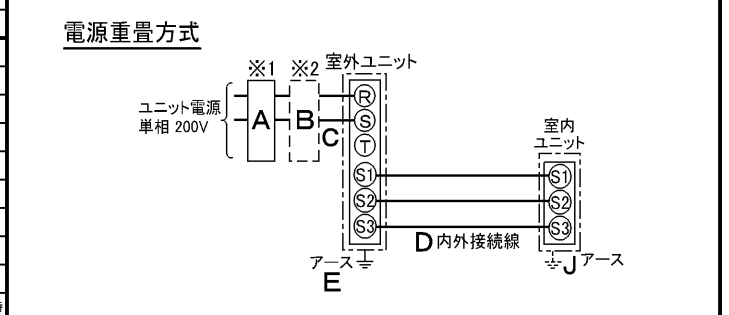 電源重畳方式
※1 ※2 室外ユニット
ユニット電源
単相 200V
A
B
C
R
S
T
S1
S2
S3
D 内外接続線
アース
E
室内
ユニット
S1
S2
S3
J アース